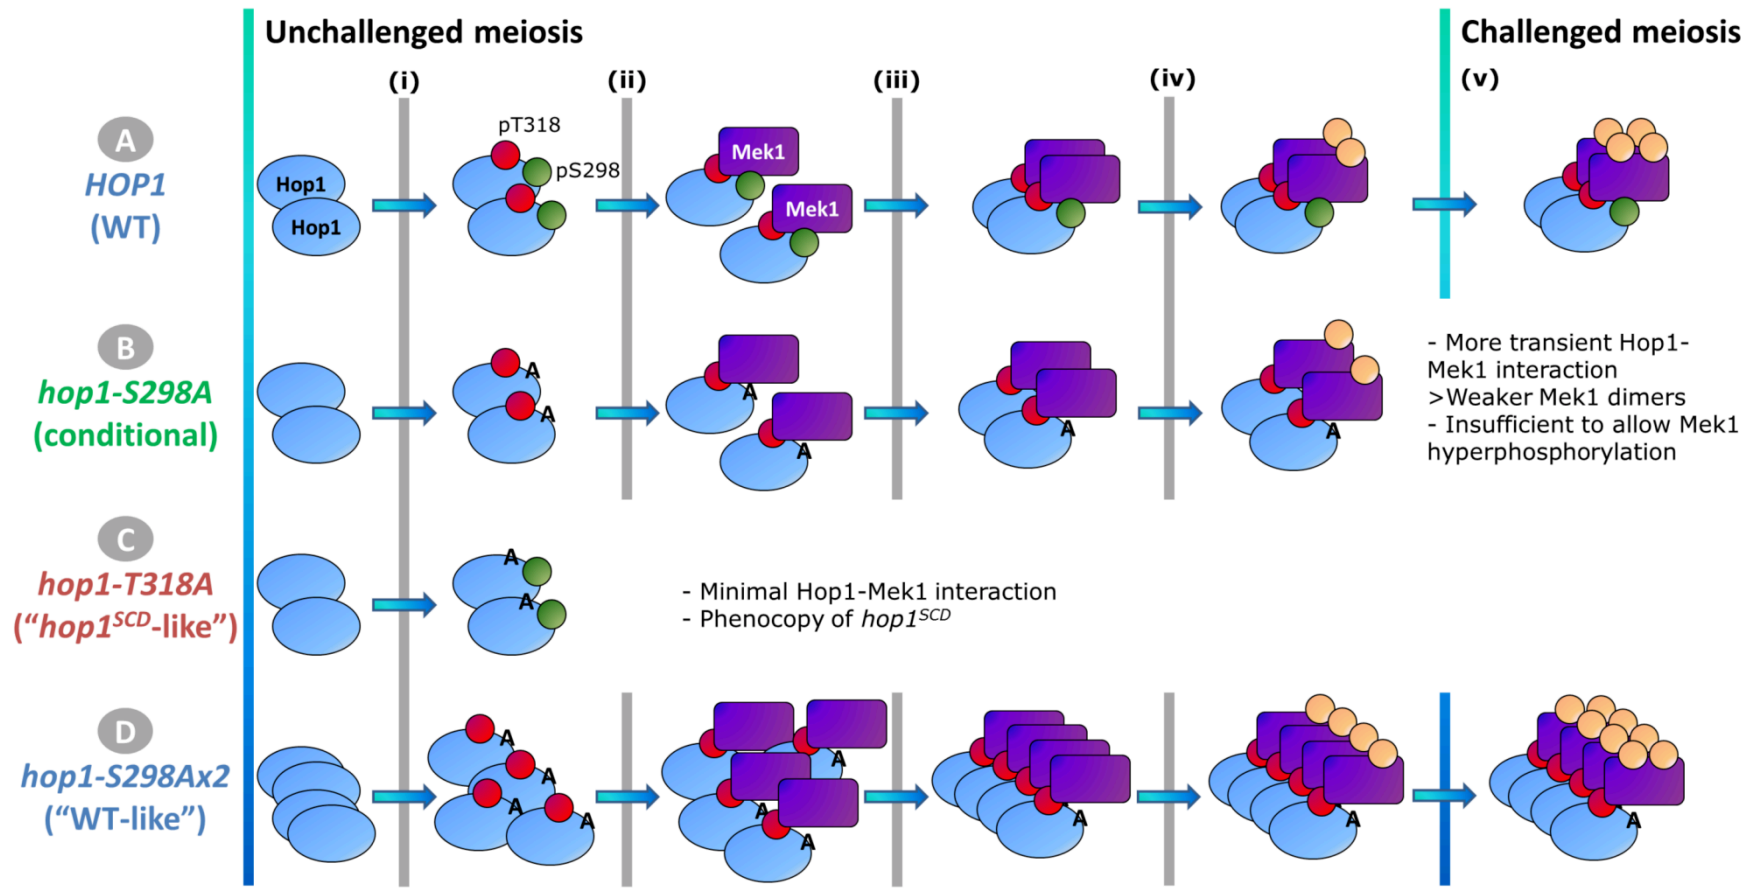 Unchallenged meiosis
Challenged meiosis
(i)
(ii)
(iii)
(iv)
(v)
A
HOP1
(WT)
Hop1
Hop1
pT318
pS298
Mek1
Mek1
B
hop1-S298A
(conditional)
A
A
A
A
A
A
- More transient Hop1-
Mek1 interaction
>Weaker Mek1 dimers
- Insufficient to allow Mek1
hyperphosphorylation
C
hop1-T318A
("hop1SCD-like")
A
A
- Minimal Hop1-Mek1 interaction
- Phenocopy of hop1SCD
D
hop1-S298Ax2
("WT-like")
A
A
A
A
A
A
A
A
A
A